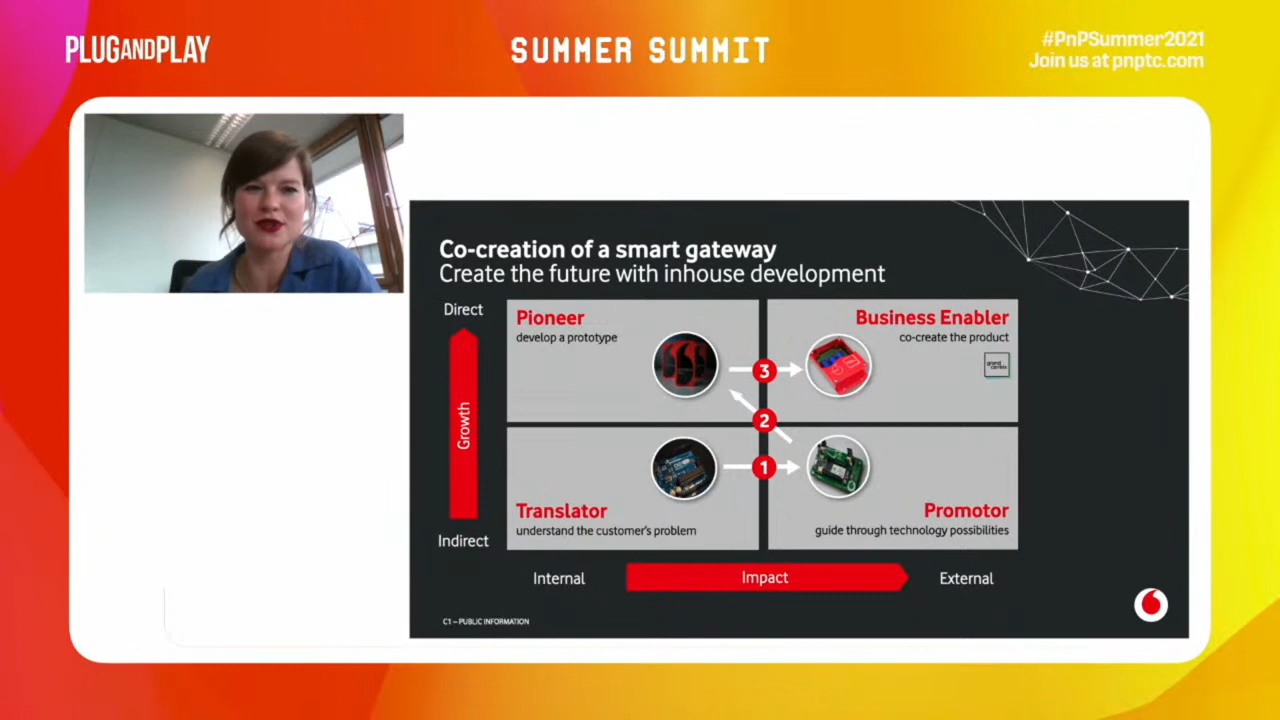 PLUGANDPLAY
SUMMER SUMMIT
#PnPSummer2021
Join us at pnptc.com
Co-creation of a smart gateway
Create the future with inhouse development
Direct
Growth
Indirect
Pioneer
develop a prototype
Business Enabler
co-create the product
grand
centrix
3
2
1
Translator
understand the customer's problem
Promotor
guide through technology possibilities
Internal
Impact
External
C1 – PUBLIC INFORMATION